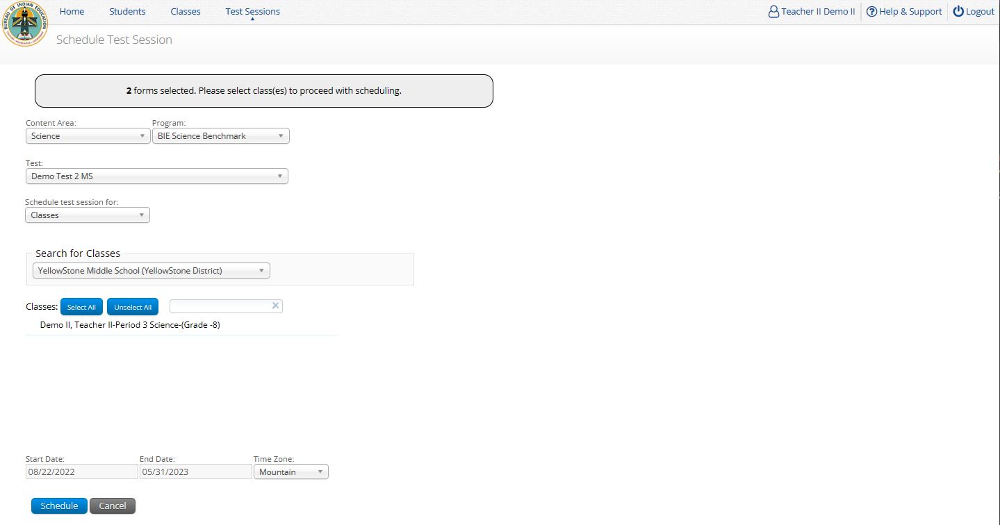 Home Students Classes Test Sessions Teacher II Demo II Help & Support Logout
BUREAU OF INDIAN EDUCATION
Schedule Test Session
2 forms selected. Please select class(es) to proceed with scheduling.
Content Area: Program:
Science BIE Science Benchmark
Test:
Demo Test 2 MS
Schedule test session for:
Classes
Search for Classes
YellowStone Middle School (YellowStone District)
Classes: Select All Unselect All
Demo II, Teacher II-Period 3 Science-(Grade -8)
Start Date: End Date: Time Zone:
08/22/2022 05/31/2023 Mountain
Schedule Cancel